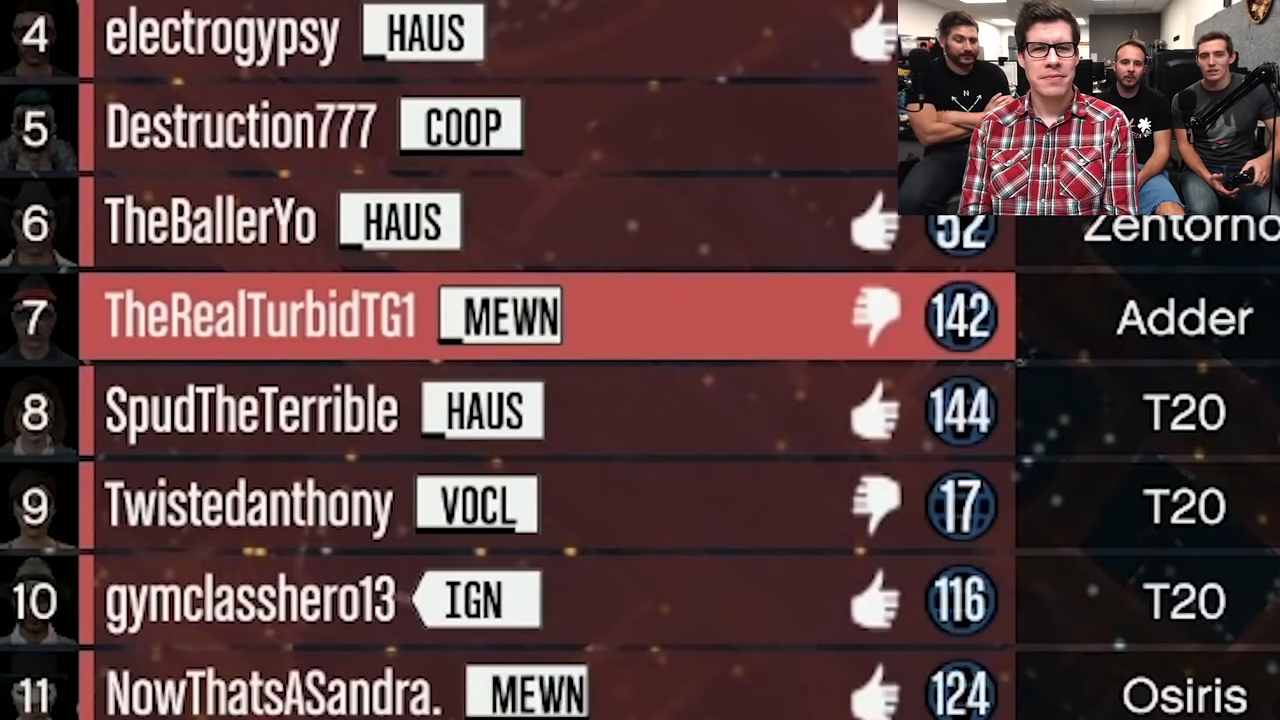 4 electrogypsy HAUS
5 Destruction777 COOP
6 TheBallerYo HAUS 52 Zentorno
7 TheRealTurbidTG1 MEWN 142 Adder
8 SpudTheTerrible HAUS 144 T20
9 Twistedanthony VOCL 17 T20
10 gymclasshero13 IGN 116 T20
11 NowThatsASandra. MEWN 124 Osiris